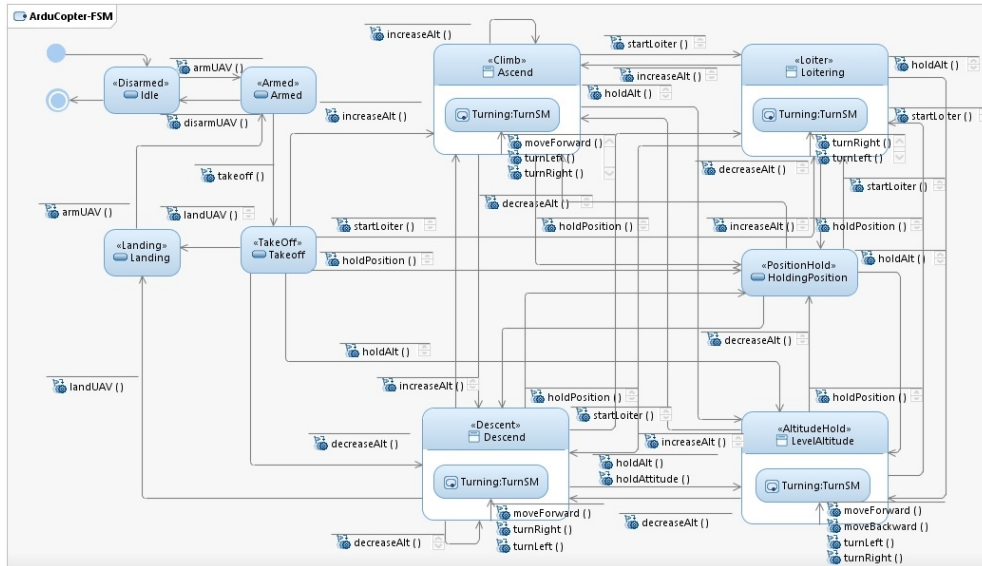 ArduCopter-FSM
increaseAlt ( )
startLoiter ( )
armUAV ( )
«Disarmed»
Idle
«Armed»
Armed
disarmUAV ( )
increaseAlt ( )
«Climb»
Ascend
Turning:TurnSM
increaseAlt ( )
holdAlt ( )
«Loiter»
Loitering
Turning:TurnSM
holdAlt ( )
startLoiter ( )
moveForward ( )
turnLeft ( )
turnRight ( )
turnRight ( )
turnLeft ( )
takeoff ( )
decreaseAlt ( )
startLoiter ( )
armUAV ( )
landUAV ( )
decreaseAlt ( )
startLoiter ( )
holdPosition ( )
increaseAlt ( )
holdPosition ( )
«Landing»
Landing
«TakeOff»
Takeoff
holdPosition ( )
«PositionHold»
HoldingPosition
holdAlt ( )
holdAlt ( )
decreaseAlt ( )
landUAV ( )
increaseAlt ( )
holdPosition ( )
holdPosition ( )
startLoiter ( )
«Descent»
Descend
Turning:TurnSM
«AltitudeHold»
LevelAltitude
Turning:TurnSM
decreaseAlt ( )
increaseAlt ( )
holdAlt ( )
holdAttitude ( )
moveForward ( )
turnRight ( )
turnLeft ( )
decreaseAlt ( )
decreaseAlt ( )
moveForward ( )
moveBackward ( )
turnLeft ( )
turnRight ( )